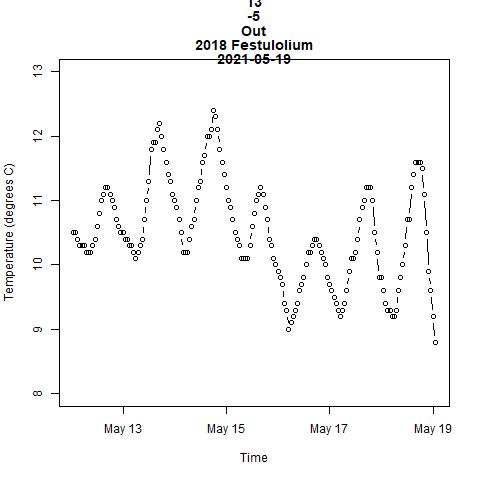 13
-5
Out
2018 Festulolium
2021-05-19
13
12
11
10
9
8
Temperature (degrees C)
May 13
May 15
May 17
May 19
Time